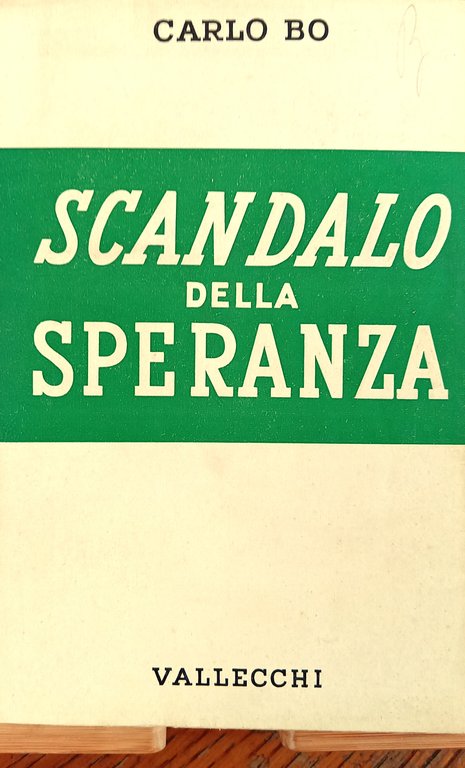 CARLO BO
SCANDALO
DELLA
SPERANZA
VALLECCHI